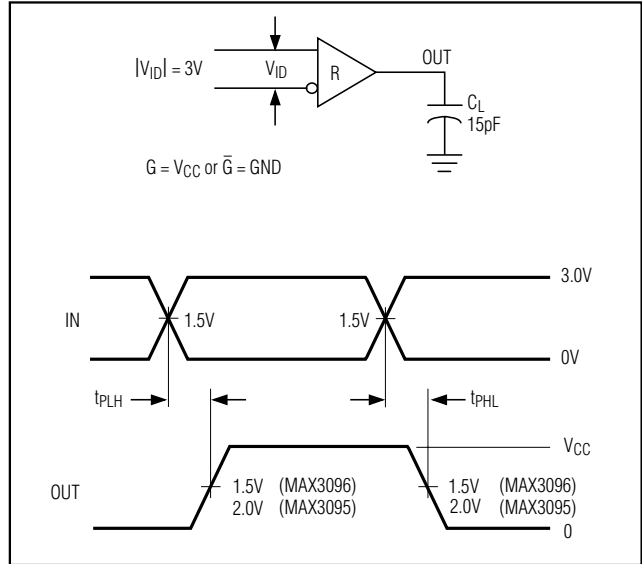 |V_ID| = 3V
V_ID
R
OUT
C_L
15pF
G = V_CC or G̅ = GND
3.0V
IN
1.5V
1.5V
0V
t_PLH
t_PHL
V_CC
OUT
1.5V (MAX3096)
2.0V (MAX3095)
1.5V (MAX3096)
2.0V (MAX3095)
0